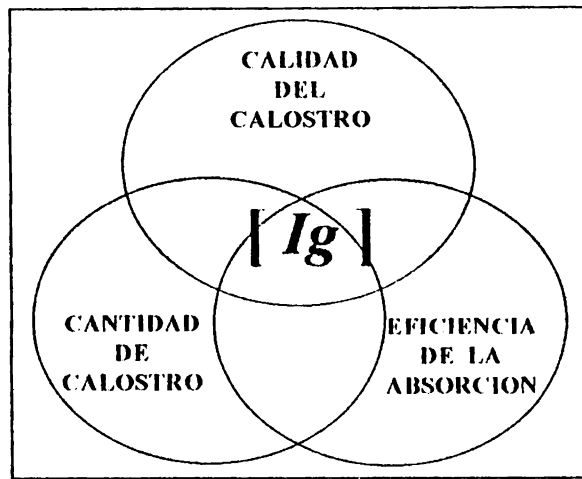 CALIDAD
DEL
CALOSTRO
[ Ig ]
CANTIDAD
DE
CALOSTRO
EFICIENCIA
DE LA
ABSORCION